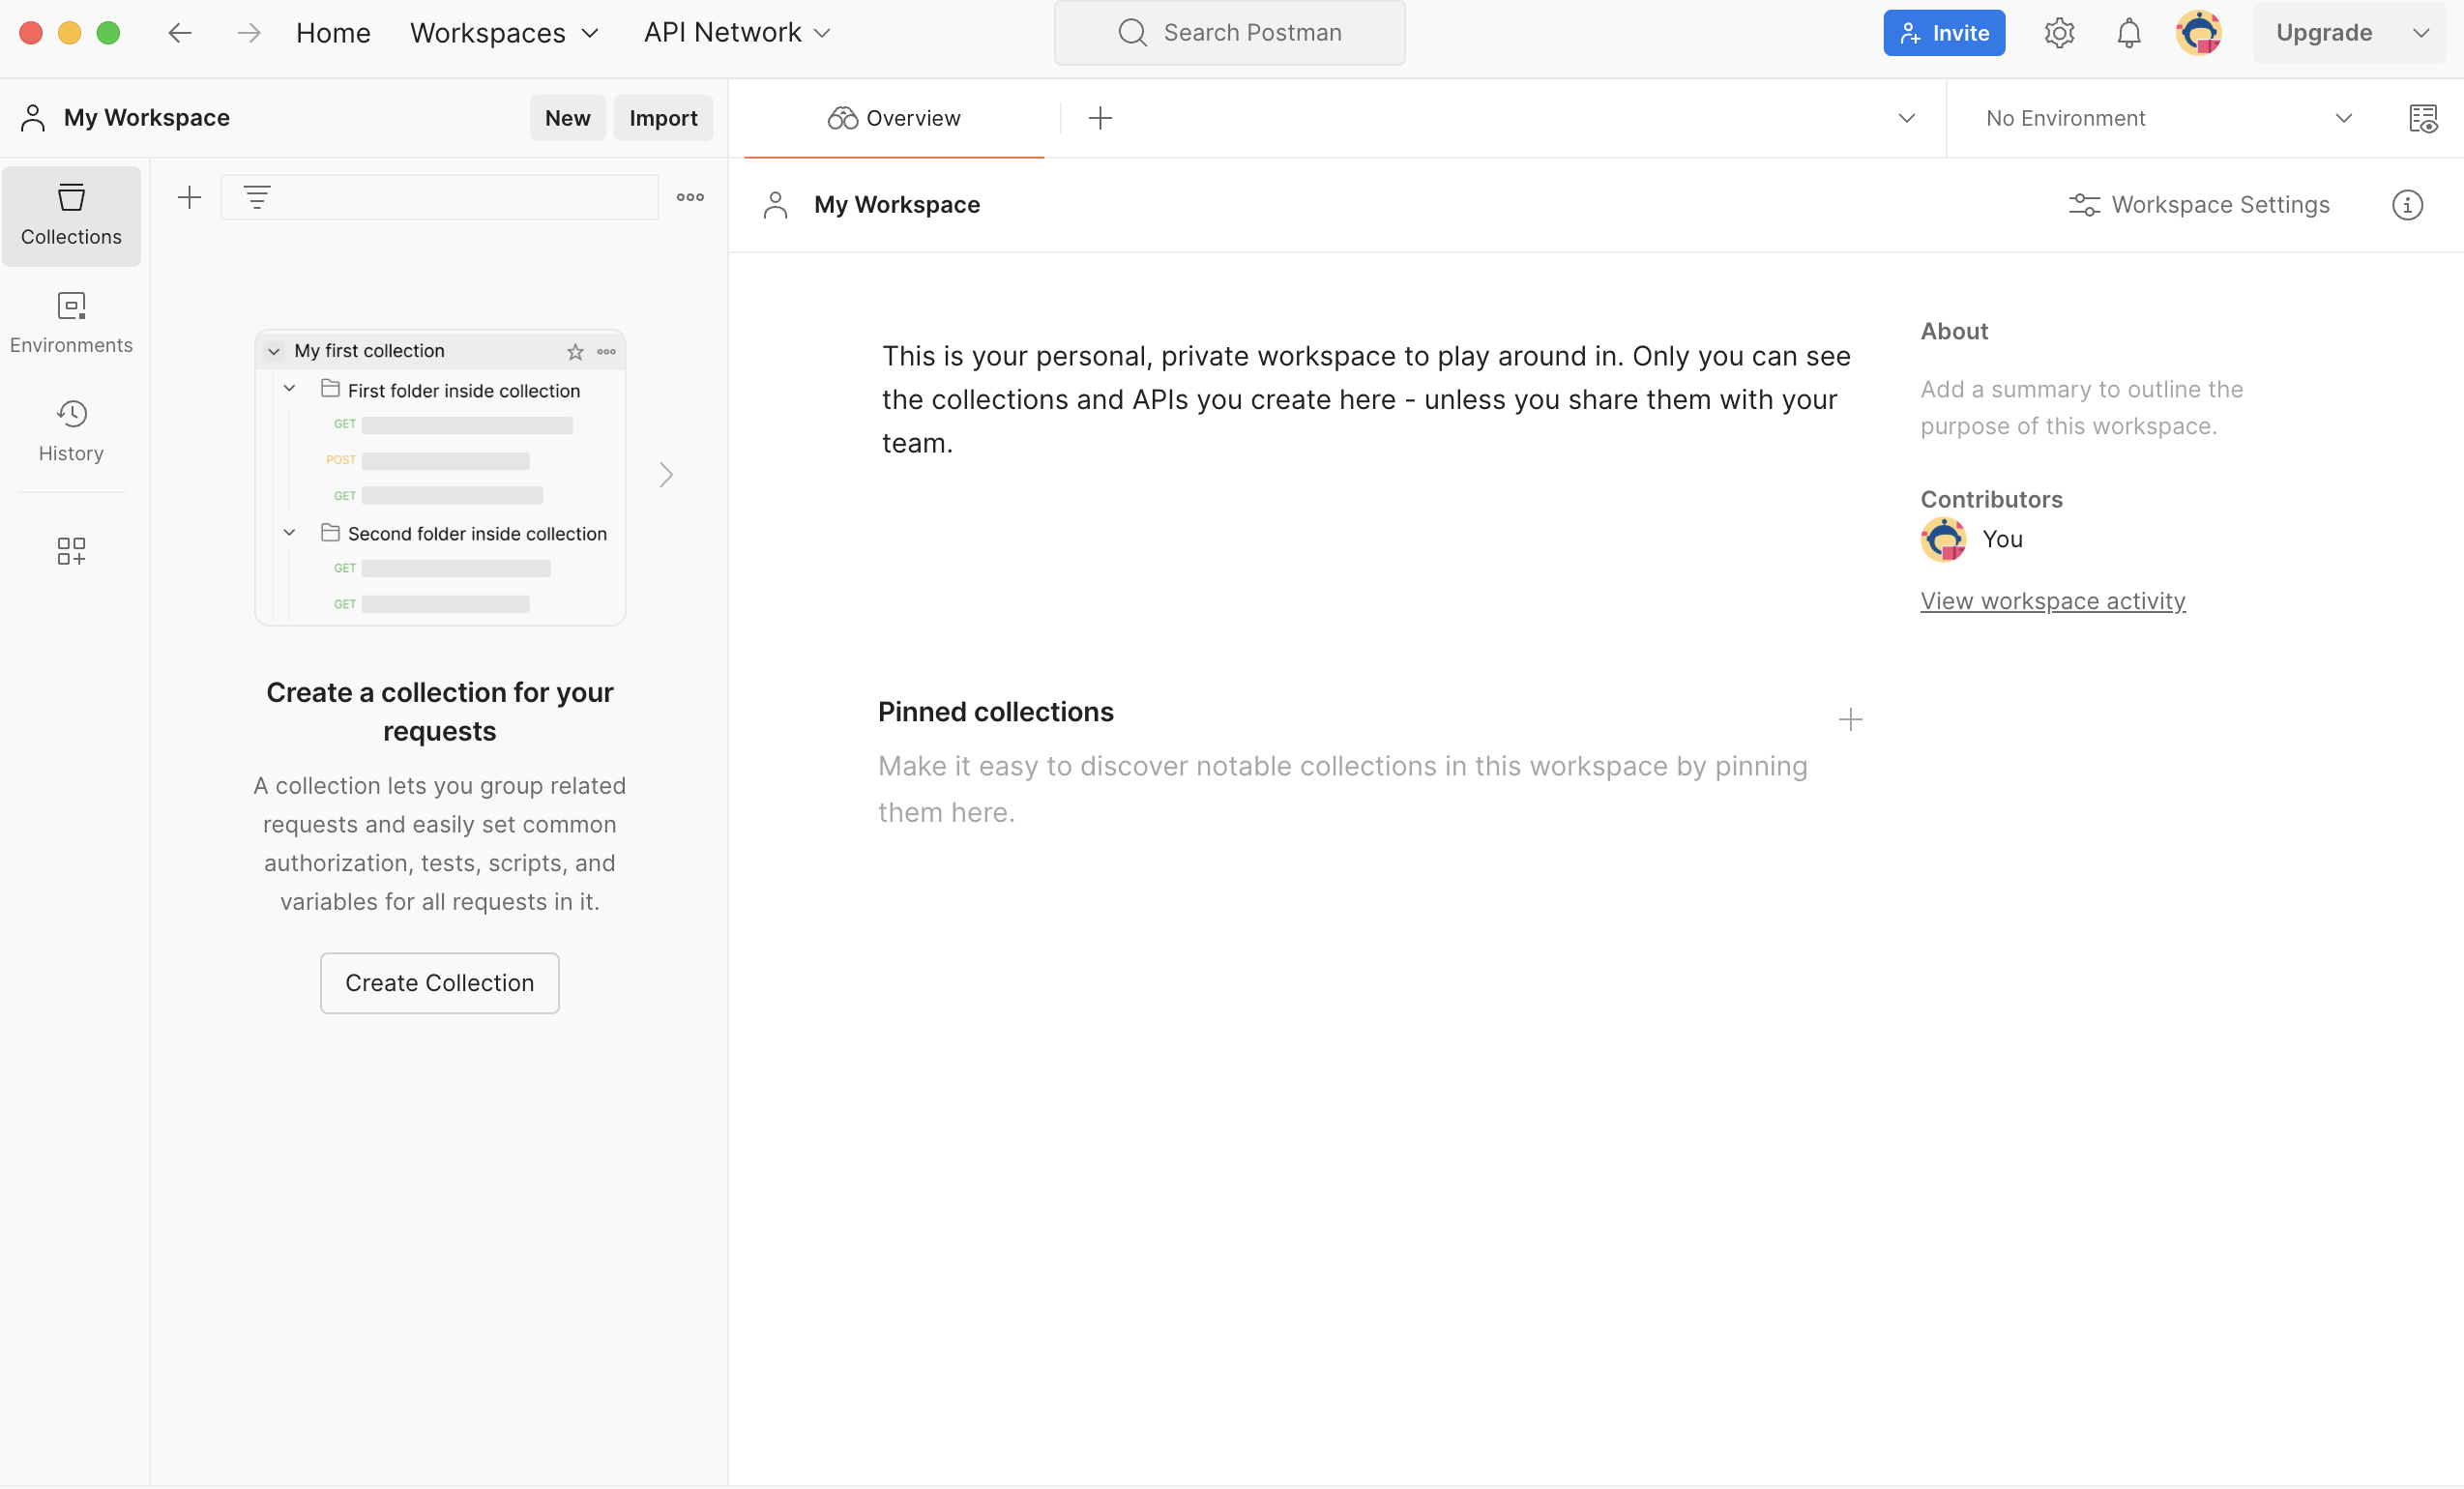 Home Workspaces API Network Search Postman Invite Upgrade
My Workspace New Import Overview No Environment
Collections
Environments
History
My first collection
First folder inside collection
GET
POST
GET
Second folder inside collection
GET
GET
Create a collection for your
requests
A collection lets you group related
requests and easily set common
authorization, tests, scripts, and
variables for all requests in it.
Create Collection
My Workspace Workspace Settings
This is your personal, private workspace to play around in. Only you can see
the collections and APIs you create here - unless you share them with your
team.
Pinned collections
Make it easy to discover notable collections in this workspace by pinning
them here.
About
Add a summary to outline the
purpose of this workspace.
Contributors
You
View workspace activity